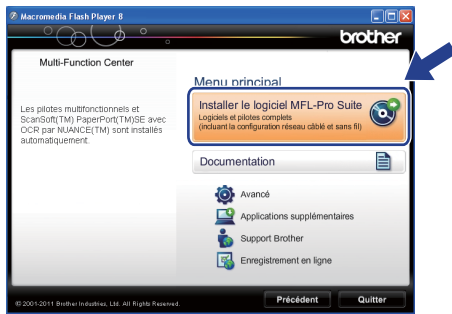 Macromedia Flash Player 8
brother
Multi-Function Center
Menu principal
Les pilotes multifonctionnels et
ScanSoft(TM) PaperPort(TM)SE avec
OCR par NUANCE(TM) sont installés
automatiquement.
Installer le logiciel MFL-Pro Suite
Logiciels et pilotes complets
(incluant la configuration réseau câblé et sans fil)
Documentation
Avancé
Applications supplémentaires
Support Brother
Enregistrement en ligne
© 2001-2011 Brother Industries, Ltd. All Rights Reserved.
Précédent
Quitter